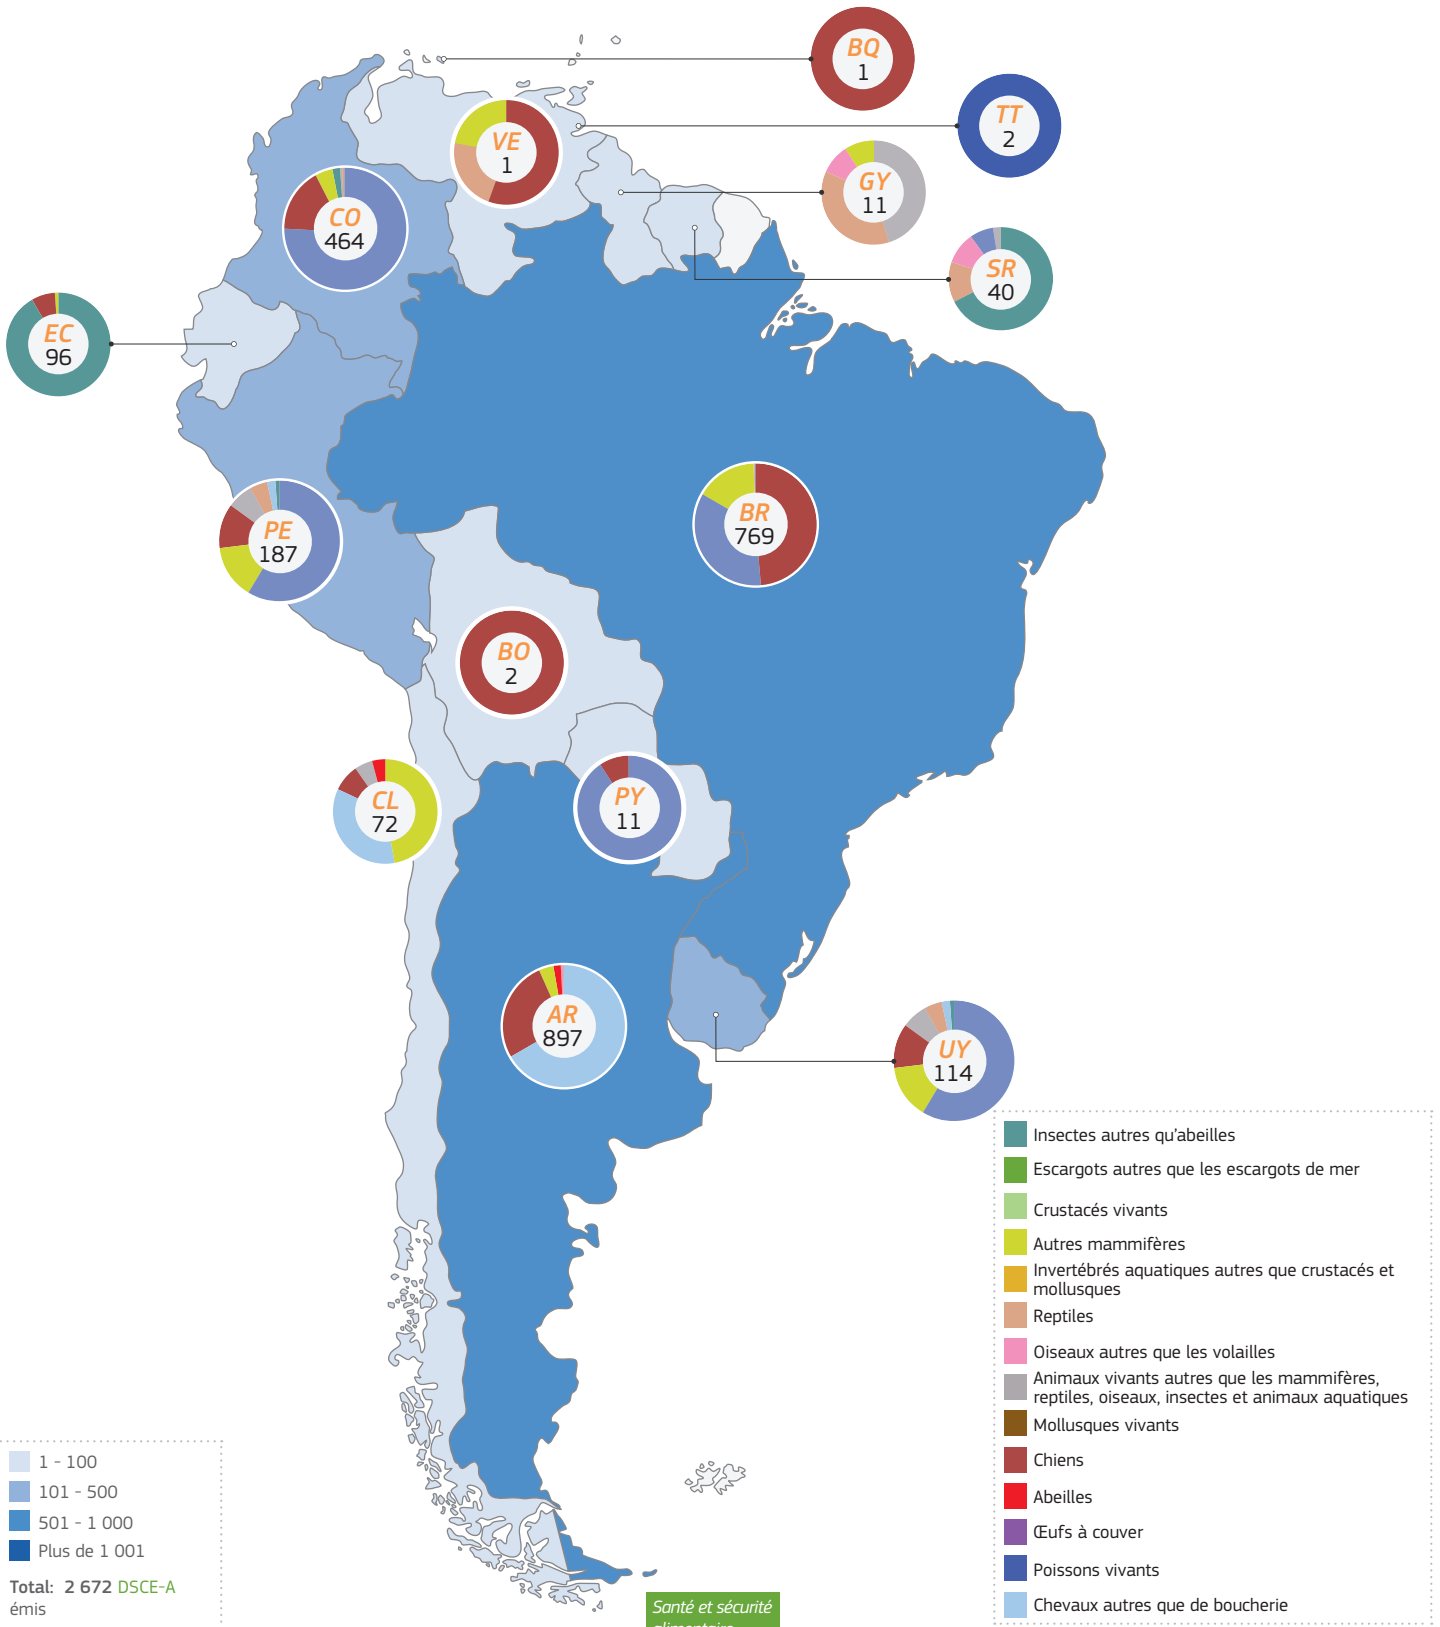 BQ
1
TT
2
VE
1
GY
11
CO
464
SR
40
EC
96
BR
769
PE
187
BO
2
CL
72
PY
11
AR
897
UY
114
Insectes autres qu'abeilles
Escargots autres que les escargots de mer
Crustacés vivants
Autres mammifères
Invertébrés aquatiques autres que crustacés et
mollusques
Reptiles
Oiseaux autres que les volailles
Animaux vivants autres que les mammifères,
reptiles, oiseaux, insectes et animaux aquatiques
Mollusques vivants
Chiens
Abeilles
Œufs à couver
Poissons vivants
Chevaux autres que de boucherie
1 - 100
101 - 500
501 - 1 000
Plus de 1 001
Total: 2 672 DSCE-A
émis
Santé et sécurité
alimentaire